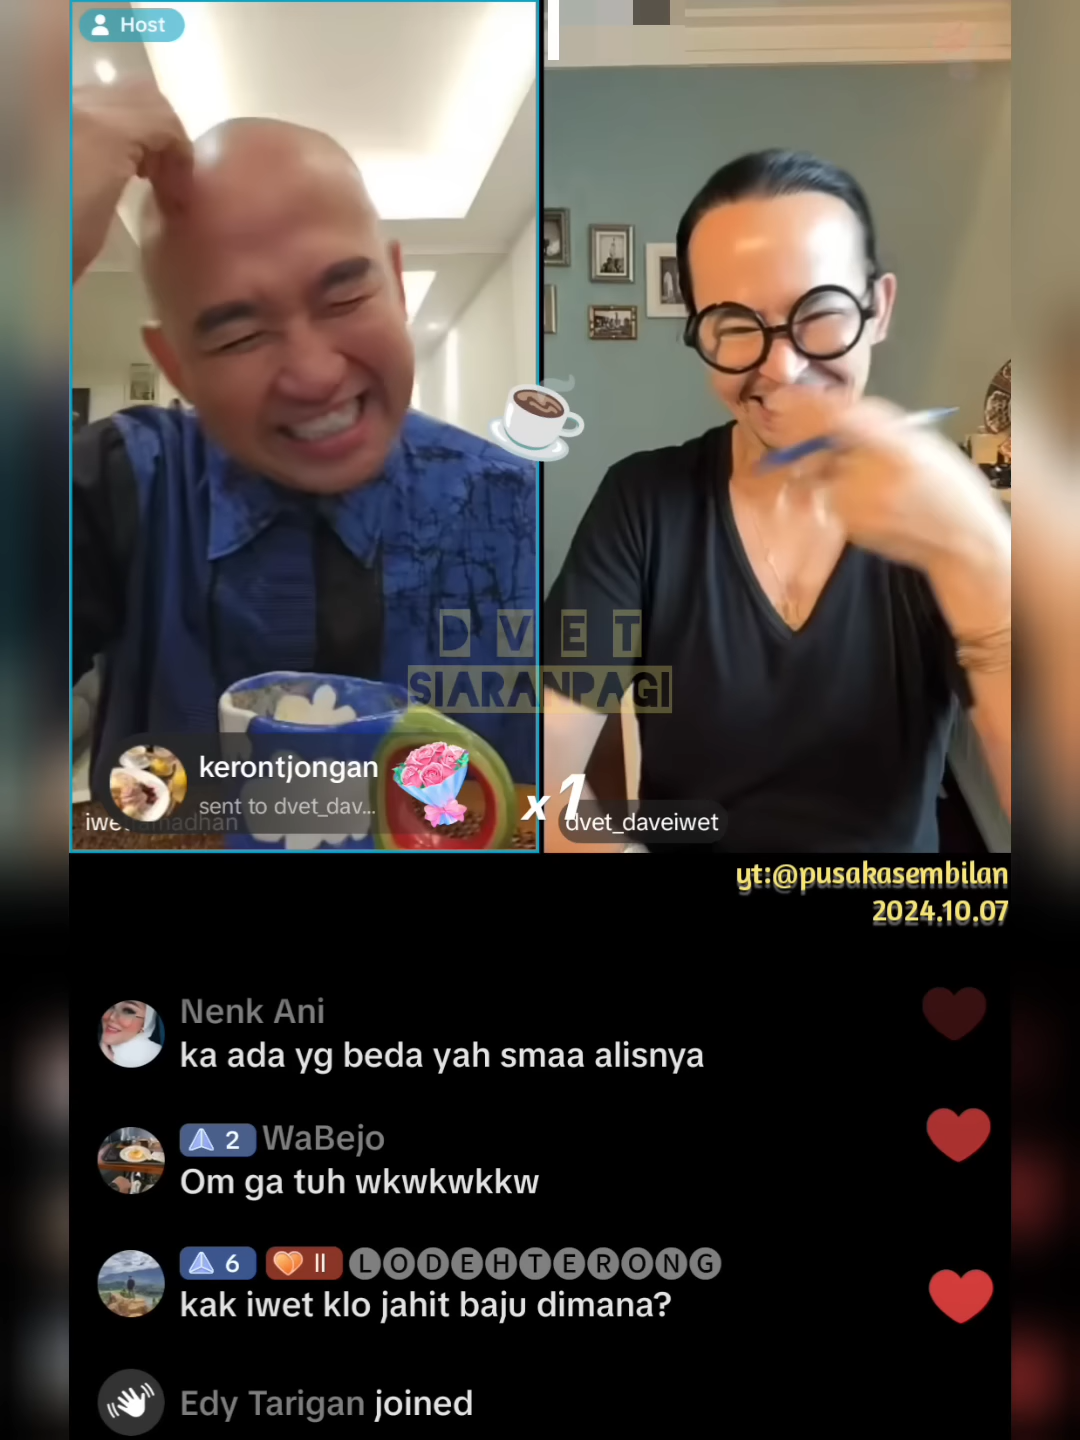 Host
D V E T
SIARANPAGI
kerontjongan
sent to dvet_dav...
x1
iwetramadhan
dvet_daveiwet
yt:@pusakasembilan
2024.10.07
Nenk Ani
ka ada yg beda yah smaa alisnya
2 WaBejo
Om ga tuh wkwkwkkw
6 II ⓁⓄⒹⒺⒽⓉⒺⓇⓄⓃⒼ
kak iwet klo jahit baju dimana?
Edy Tarigan joined